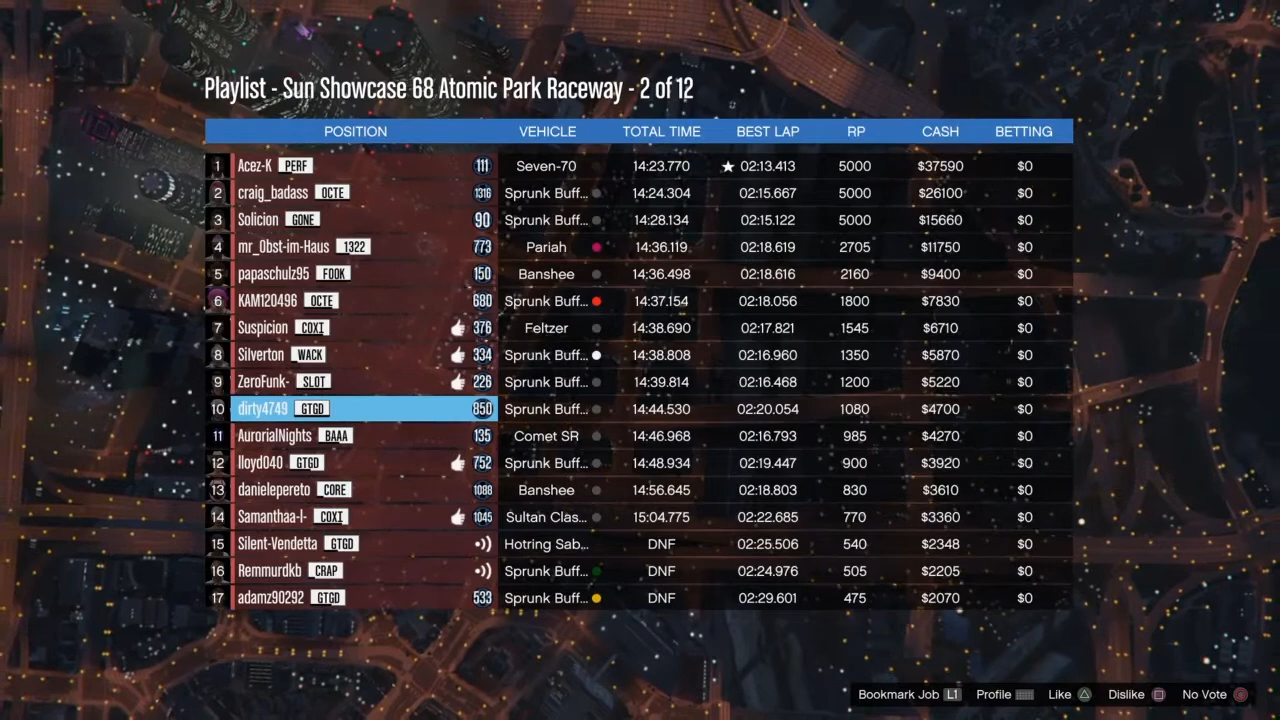 Playlist - Sun Showcase 68 Atomic Park Raceway - 2 of 12
POSITION VEHICLE TOTAL TIME BEST LAP RP CASH BETTING
1 Acez-K PERF 111 Seven-70 14:23.770 ★ 02:13.413 5000 $37590 $0
2 craig_badass OCTE 1316 Sprunk Buff... 14:24.304 02:15.667 5000 $26100 $0
3 Solicion GONE 90 Sprunk Buff... 14:28.134 02:15.122 5000 $15660 $0
4 mr_Obst-im-Haus 1322 773 Pariah 14:36.119 02:18.619 2705 $11750 $0
5 papaschulz95 FOOK 150 Banshee 14:36.498 02:18.616 2160 $9400 $0
6 KAM120496 OCTE 680 Sprunk Buff... 14:37.154 02:18.056 1800 $7830 $0
7 Suspicion COXI 376 Feltzer 14:38.690 02:17.821 1545 $6710 $0
8 Silverton WACK 334 Sprunk Buff... 14:38.808 02:16.960 1350 $5870 $0
9 ZeroFunk- SLOT 226 Sprunk Buff... 14:39.814 02:16.468 1200 $5220 $0
10 dirty4749 GTGD 850 Sprunk Buff... 14:44.530 02:20.054 1080 $4700 $0
11 AurorialNights BAAA 135 Comet SR 14:46.968 02:16.793 985 $4270 $0
12 lloyd040 GTGD 752 Sprunk Buff... 14:48.934 02:19.447 900 $3920 $0
13 danielepereto CORE 1088 Banshee 14:56.645 02:18.803 830 $3610 $0
14 Samanthaa-l- COXI 1045 Sultan Clas... 15:04.775 02:22.685 770 $3360 $0
15 Silent-Vendetta GTGD Hotring Sab... DNF 02:25.506 540 $2348 $0
16 Remmurdkb CRAP Sprunk Buff... DNF 02:24.976 505 $2205 $0
17 adamz90292 GTGD 533 Sprunk Buff... DNF 02:29.601 475 $2070 $0
Bookmark Job L1 Profile Like Dislike No Vote